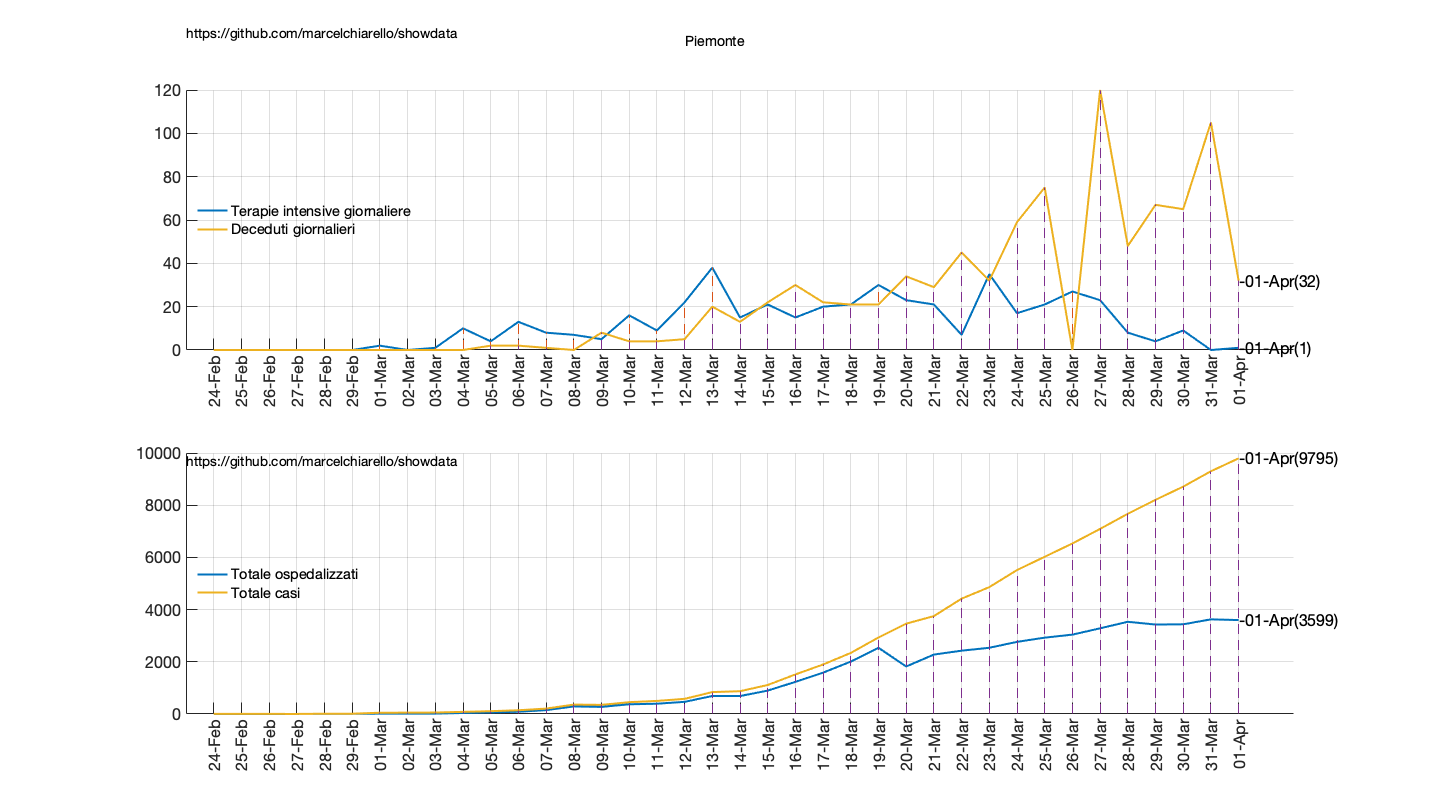 https://github.com/marcelchiarello/showdata
Piemonte
120
100
80
60
40
20
0
Terapie intensive giornaliere
Deceduti giornalieri
-01-Apr(32)
-01-Apr(1)
24-Feb
25-Feb
26-Feb
27-Feb
28-Feb
29-Feb
01-Mar
02-Mar
03-Mar
04-Mar
05-Mar
06-Mar
07-Mar
08-Mar
09-Mar
10-Mar
11-Mar
12-Mar
13-Mar
14-Mar
15-Mar
16-Mar
17-Mar
18-Mar
19-Mar
20-Mar
21-Mar
22-Mar
23-Mar
24-Mar
25-Mar
26-Mar
27-Mar
28-Mar
29-Mar
30-Mar
31-Mar
01-Apr
https://github.com/marcelchiarello/showdata
10000
8000
6000
4000
2000
0
Totale ospedalizzati
Totale casi
-01-Apr(9795)
-01-Apr(3599)
24-Feb
25-Feb
26-Feb
27-Feb
28-Feb
29-Feb
01-Mar
02-Mar
03-Mar
04-Mar
05-Mar
06-Mar
07-Mar
08-Mar
09-Mar
10-Mar
11-Mar
12-Mar
13-Mar
14-Mar
15-Mar
16-Mar
17-Mar
18-Mar
19-Mar
20-Mar
21-Mar
22-Mar
23-Mar
24-Mar
25-Mar
26-Mar
27-Mar
28-Mar
29-Mar
30-Mar
31-Mar
01-Apr